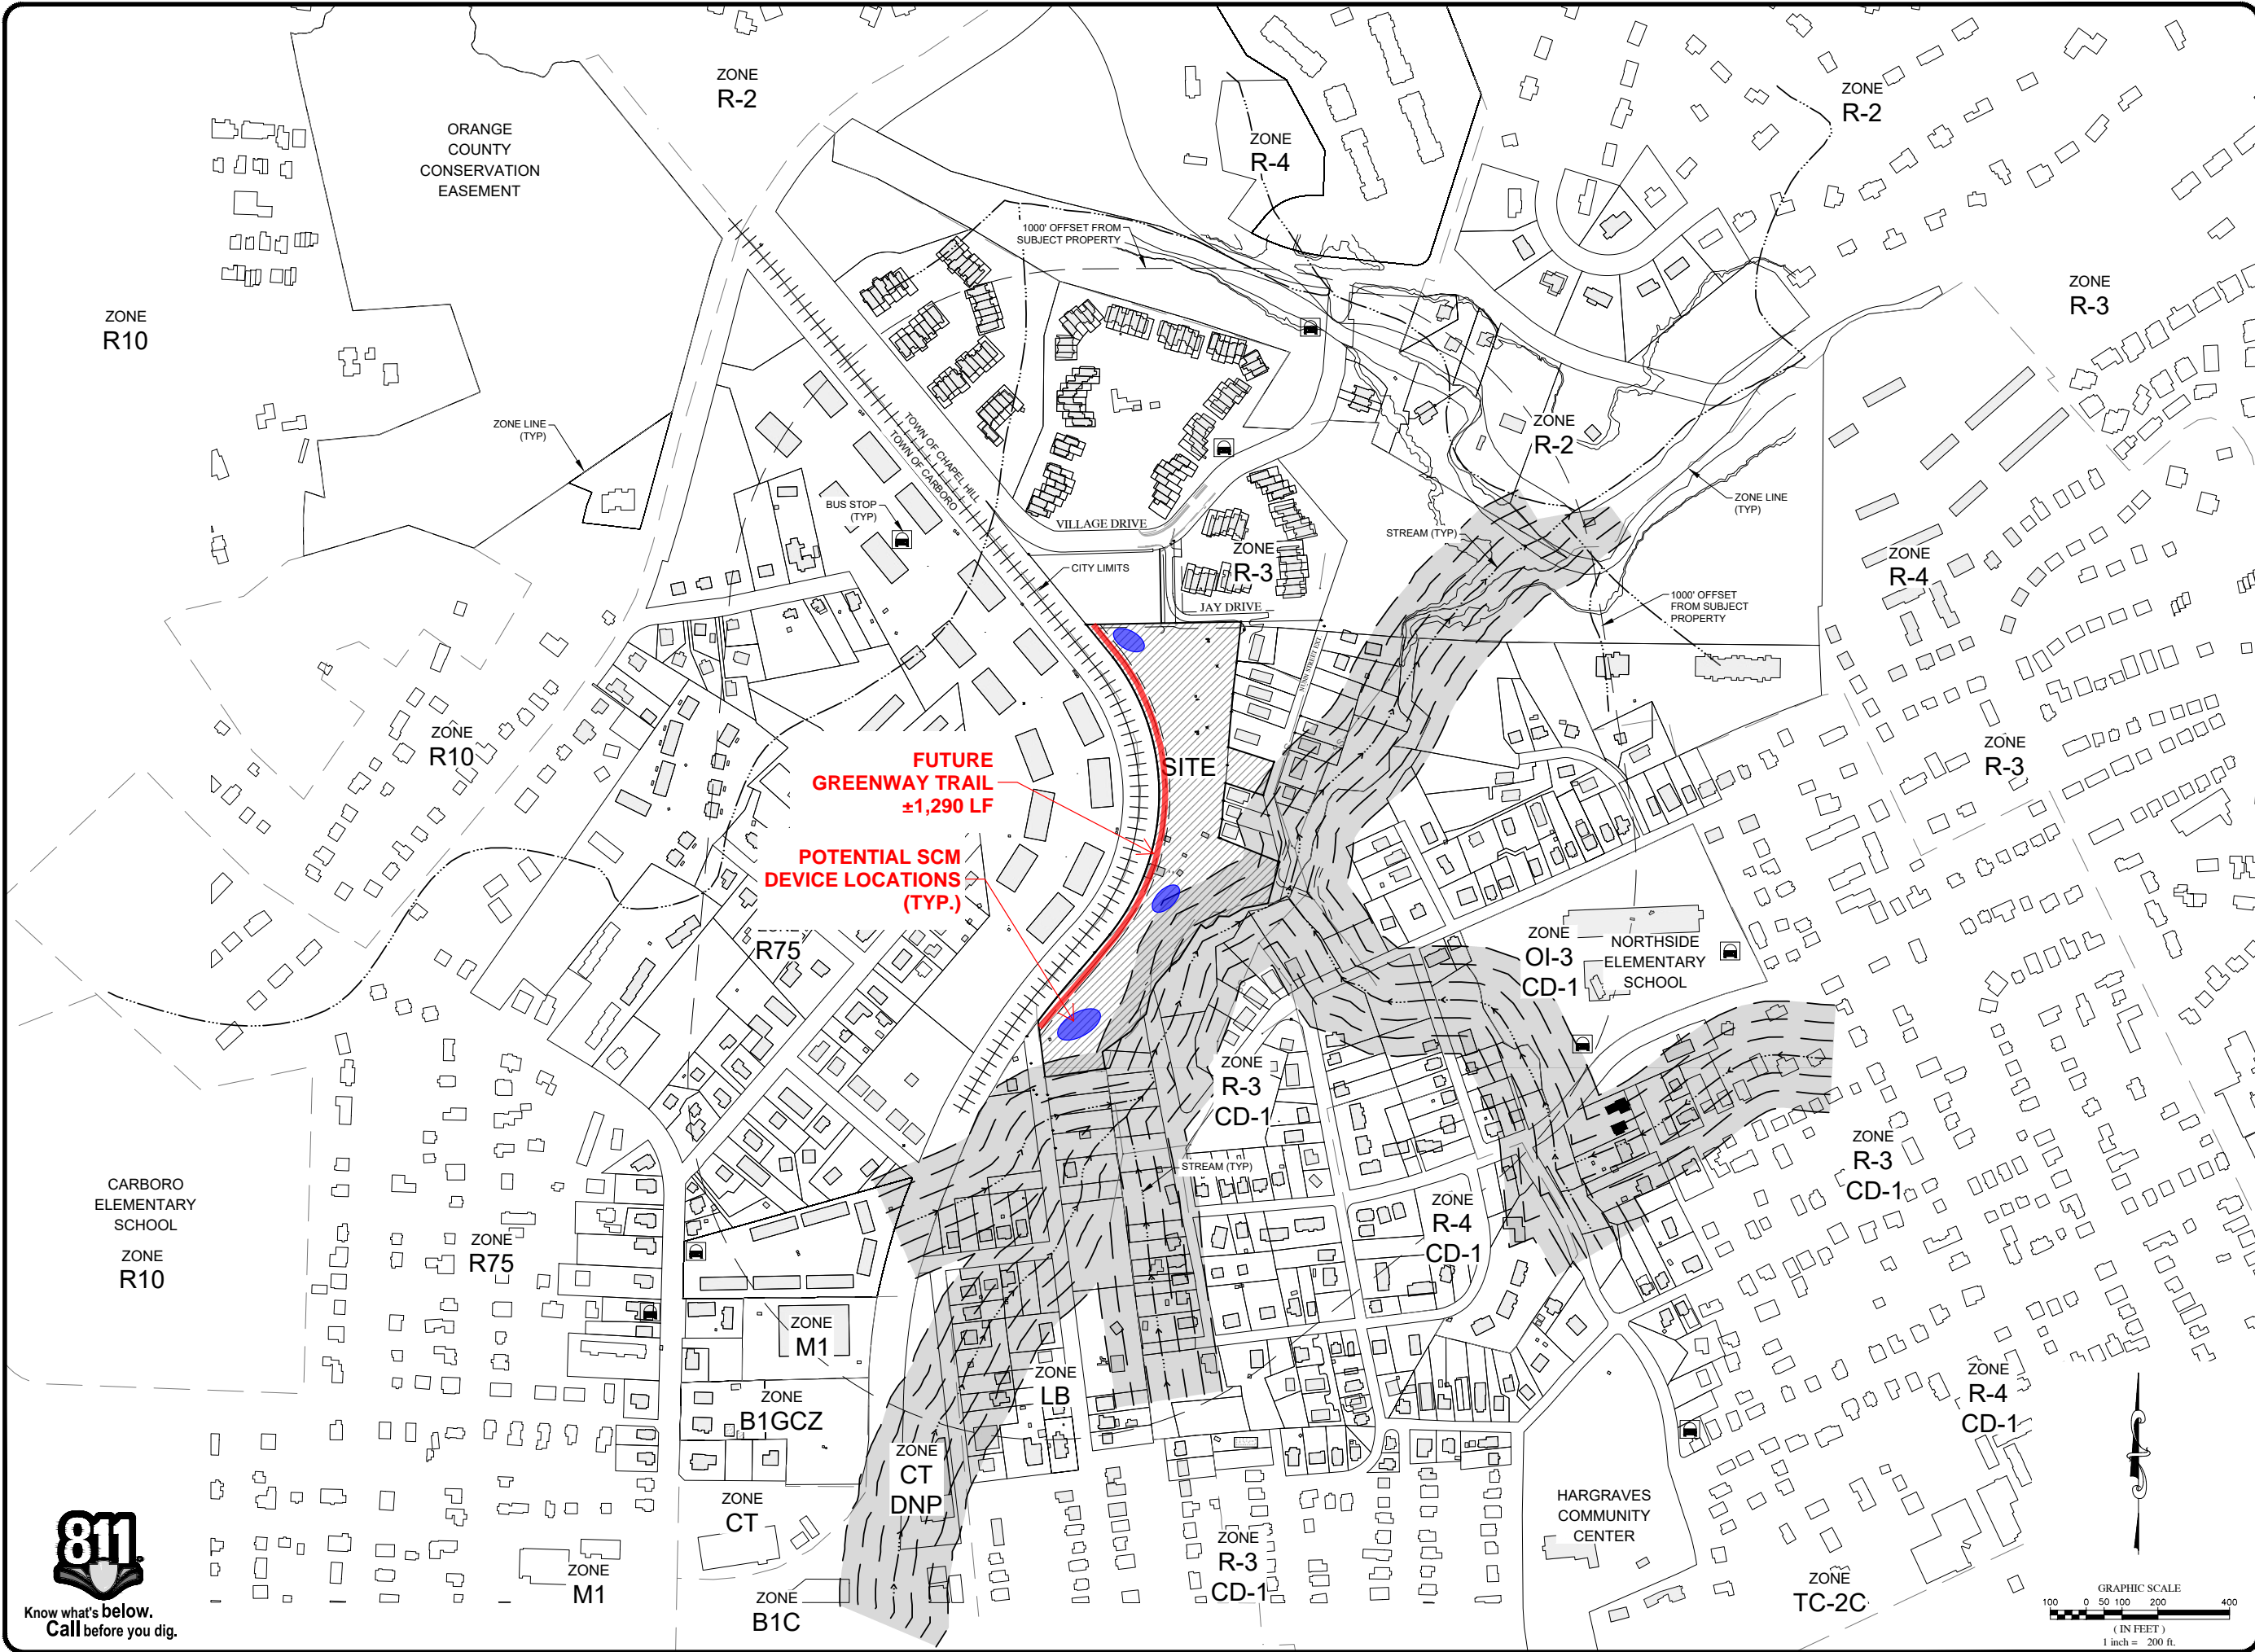 ZONE
R-2
ORANGE
COUNTY
CONSERVATION
EASEMENT
ZONE
R-4
ZONE
R-2
1000' OFFSET FROM
SUBJECT PROPERTY
ZONE
R-3
ZONE
R10
ZONE LINE
(TYP)
TOWN OF CHAPEL HILL
TOWN OF CARBORO
BUS STOP
(TYP)
VILLAGE DRIVE
ZONE
R-2
ZONE LINE
(TYP)
STREAM (TYP)
CITY LIMITS
ZONE
R-3
JAY DRIVE
ZONE
R-4
1000' OFFSET
FROM SUBJECT
PROPERTY
NUNN STREET EXT
ZONE
R10
FUTURE
GREENWAY TRAIL
±1,290 LF
SITE
ZONE
R-3
POTENTIAL SCM
DEVICE LOCATIONS
(TYP.)
ZONE
R75
ZONE
OI-3
CD-1
NORTHSIDE
ELEMENTARY
SCHOOL
ZONE
R-3
CD-1
STREAM (TYP)
ZONE
R-3
CD-1
CARBORO
ELEMENTARY
SCHOOL
ZONE
R10
ZONE
R75
ZONE
R-4
CD-1
ZONE
M1
ZONE
LB
ZONE
B1GCZ
ZONE
R-4
CD-1
ZONE
CT
DNP
ZONE
CT
HARGRAVES
COMMUNITY
CENTER
ZONE
R-3
CD-1
ZONE
M1
ZONE
B1C
ZONE
TC-2C
811
Know what's below.
Call before you dig.
GRAPHIC SCALE
100 0 50 100 200 400
( IN FEET )
1 inch = 200 ft.